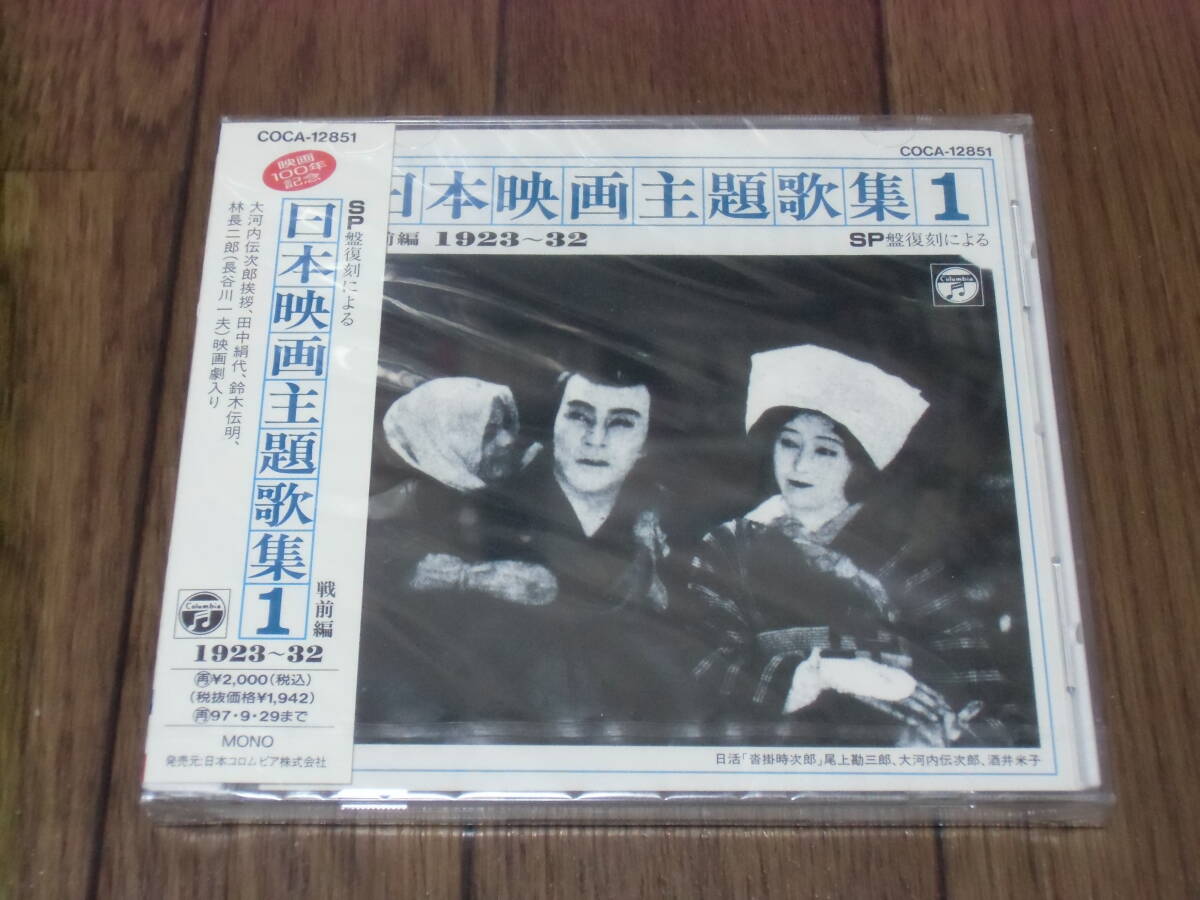 COCA-12851
映画
100年
記念
SP盤復刻による
日本映画主題歌集1
戦前編
大河内伝次郎挨拶、田中絹代、鈴木伝明、
林長二郎(長谷川一夫)映画劇入り
Columbia
1923~32
再¥2,000(税込)
(税抜価格¥1,942)
再97・9・29まで
MONO
発売元:日本コロムビア株式会社
COCA-12851
日本映画主題歌集1
前編 1923~32
SP盤復刻による
Columbia
日活「沓掛時次郎」尾上勘三郎、大河内伝次郎、酒井米子